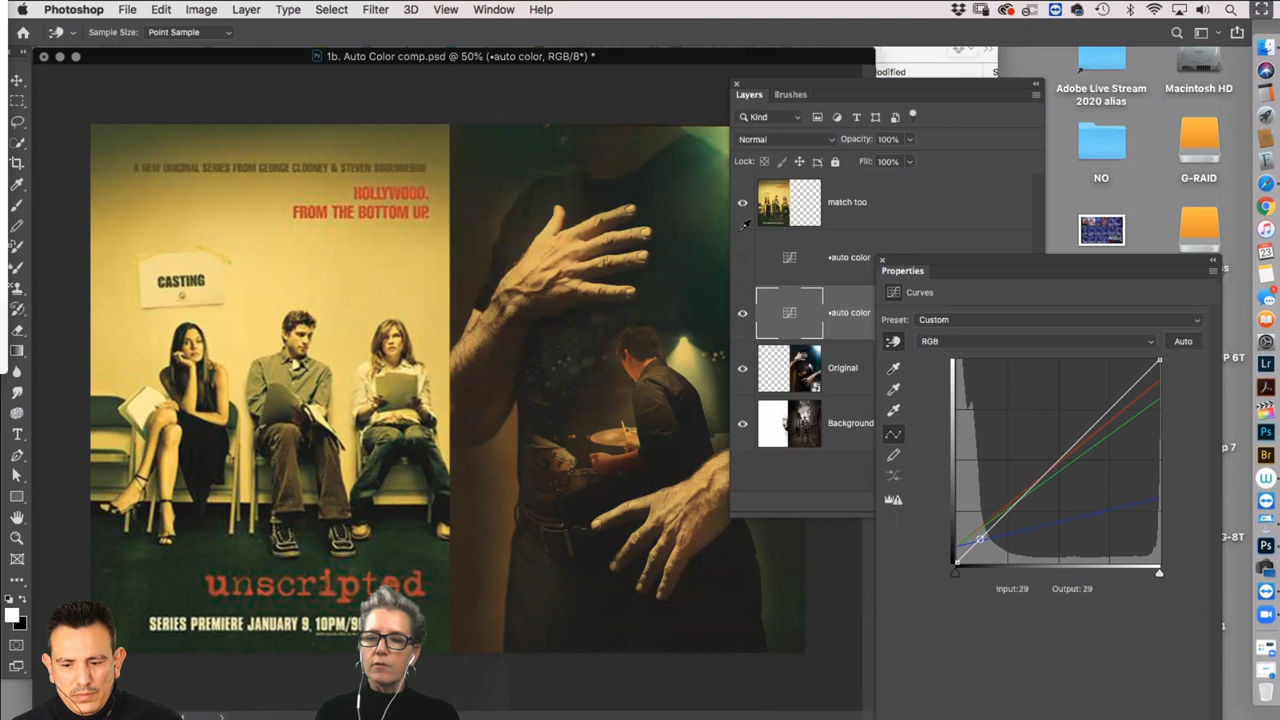 Photoshop File Edit Image Layer Type Select Filter 3D View Window Help
Sample Size: Point Sample
1b. Auto Color comp.psd @ 50% (•auto color, RGB/8*) *
odified
S
Adobe Live Stream
2020 alias
Macintosh HD
NO
G-RAID
Layers Brushes
Kind
Normal Opacity: 100%
Lock: Fill: 100%
match too
•auto color
•auto color
Original
Background
Properties
Curves
Preset: Custom
RGB Auto
Input:29 Output: 29
A NEW ORIGINAL SERIES FROM GEORGE CLOONEY & STEVEN SODERBERGH
HOLLYWOOD.
FROM THE BOTTOM UP.
CASTING
unscripted
SERIES PREMIERE JANUARY 9, 10PM/9